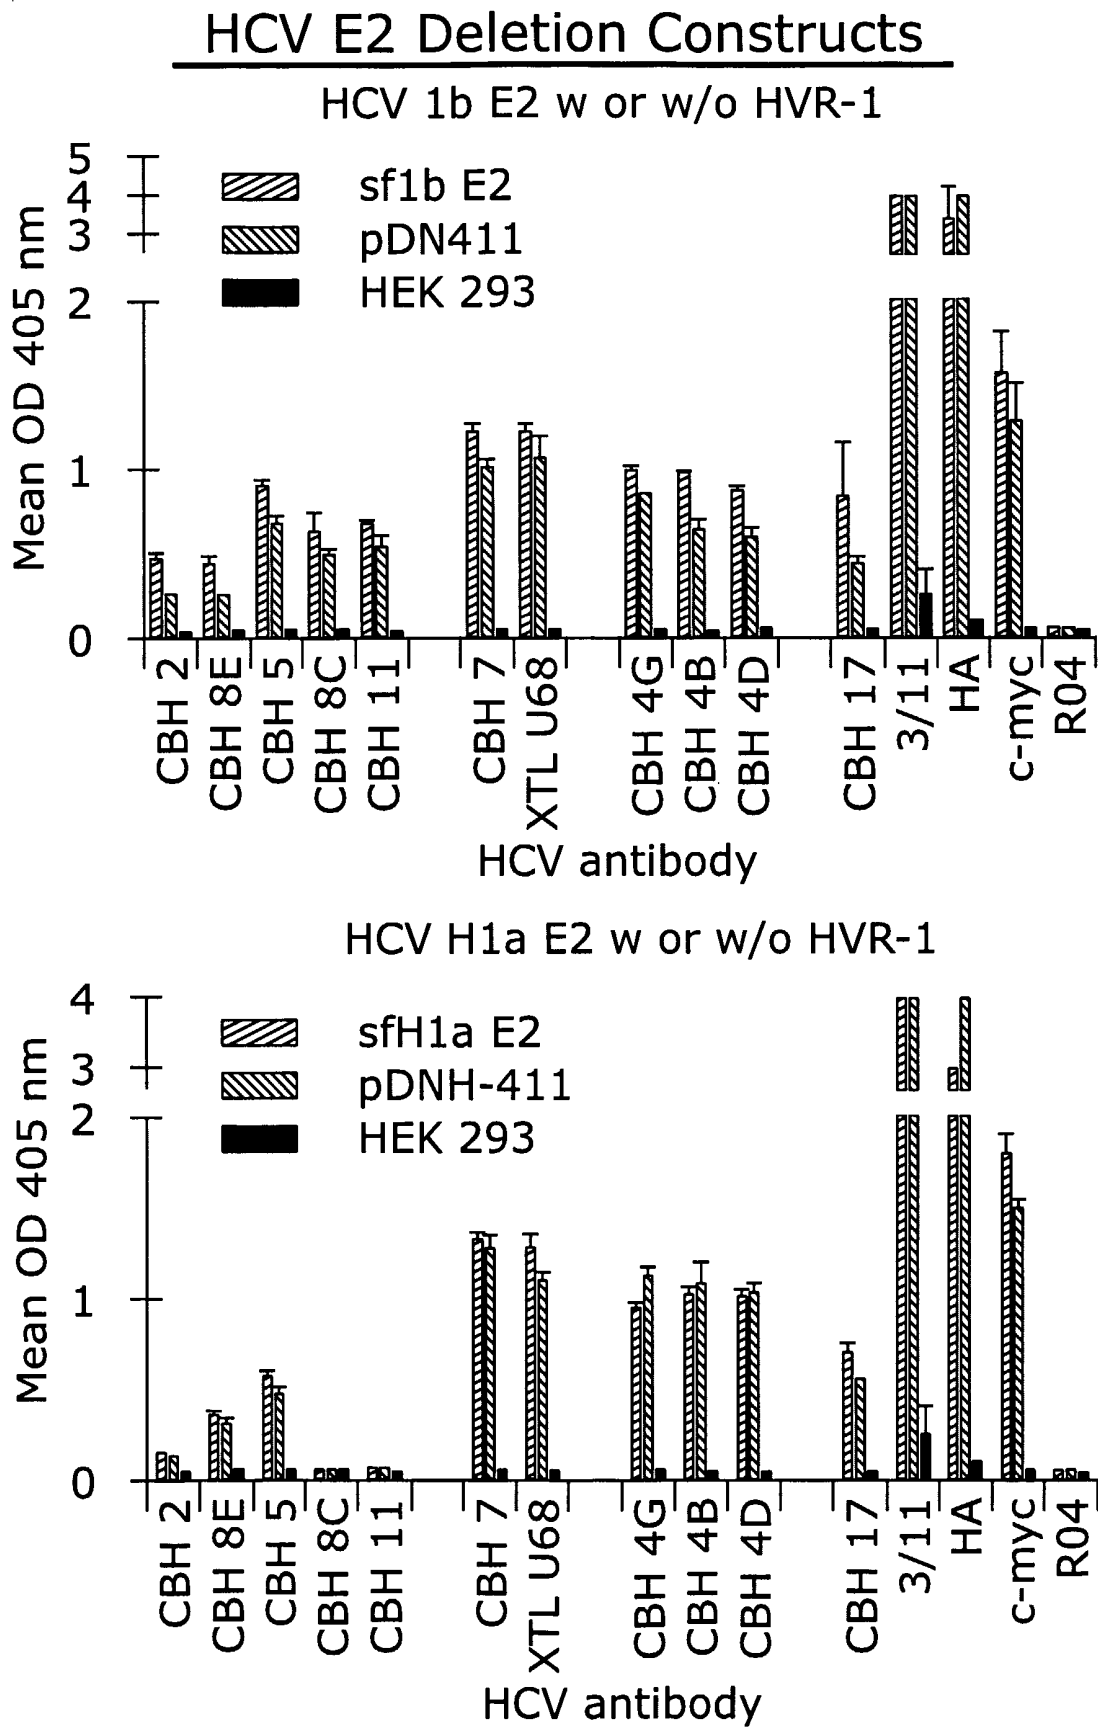 HCV E2 Deletion Constructs
HCV 1b E2 w or w/o HVR-1
5
4
3
2
1
0
Mean OD 405 nm
sf1b E2
pDN411
HEK 293
CBH 2
CBH 8E
CBH 5
CBH 8C
CBH 11
CBH 7
XTL U68
CBH 4G
CBH 4B
CBH 4D
CBH 17
3/11
HA
c-myc
R04
HCV antibody
HCV H1a E2 w or w/o HVR-1
4
3
2
1
0
Mean OD 405 nm
sfH1a E2
pDNH-411
HEK 293
CBH 2
CBH 8E
CBH 5
CBH 8C
CBH 11
CBH 7
XTL U68
CBH 4G
CBH 4B
CBH 4D
CBH 17
3/11
HA
c-myc
R04
HCV antibody